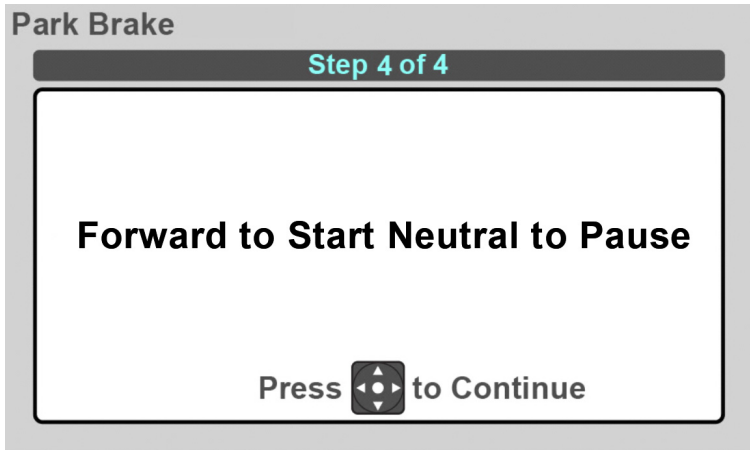 Park Brake
Step 4 of 4
Forward to Start Neutral to Pause
Press to Continue